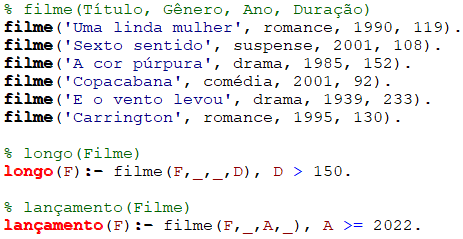 % filme(Título, Gênero, Ano, Duração)
filme('Uma linda mulher', romance, 1990, 119).
filme('Sexto sentido', suspense, 2001, 108).
filme('A cor púrpura', drama, 1985, 152).
filme('Copacabana', comédia, 2001, 92).
filme('E o vento levou', drama, 1939, 233).
filme('Carrington', romance, 1995, 130).
% longo(Filme)
longo(F):- filme(F,_,_,D), D > 150.
% lançamento(Filme)
lançamento(F):- filme(F,_,A,_), A >= 2022.